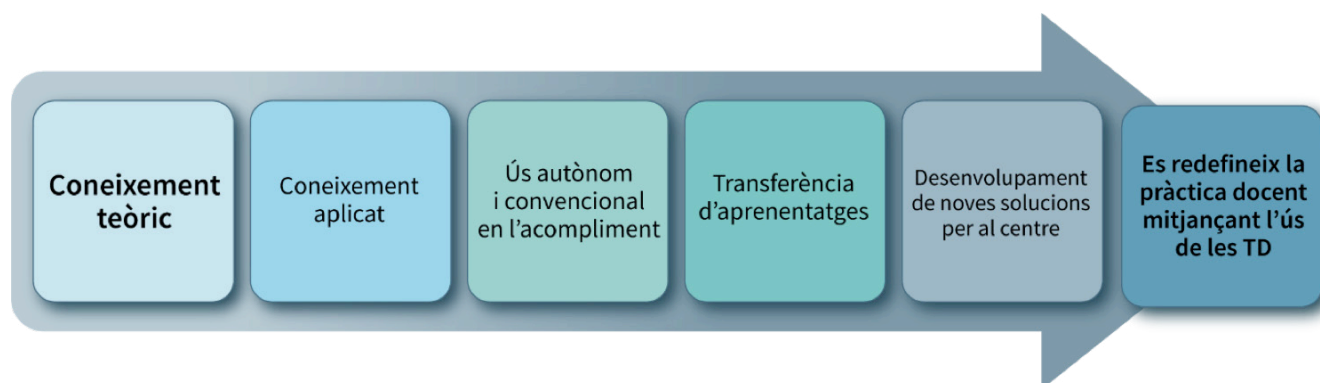 Coneixement
teòric
Coneixement
aplicat
Ús autònom
i convencional
en l’acompliment
Transferència
d’aprenentatges
Desenvolupament
de noves solucions
per al centre
Es redefineix la
pràctica docent
mitjançant l’ús
de les TD